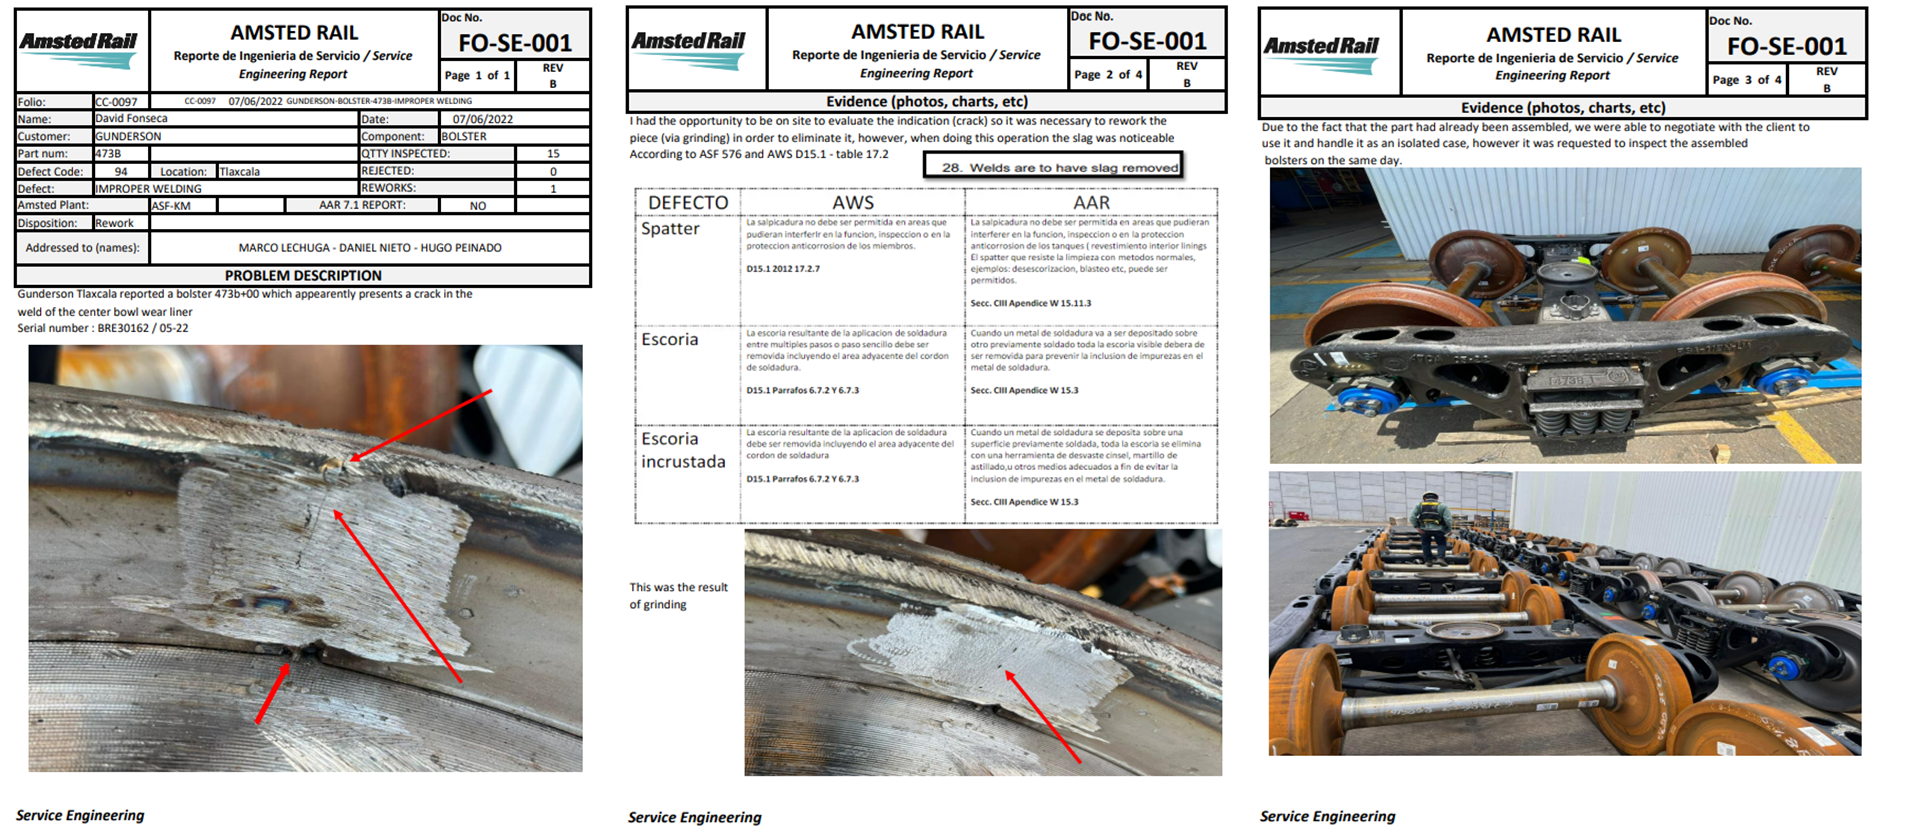 AmstedRail
AMSTED RAIL
Reporte de Ingenieria de Servicio / Service
Engineering Report
Doc No.
FO-SE-001
Page 1 of 1
REV
B
Folio:
CC-0097
CC-0097 07/06/2022 GUNDERSON-BOLSTER-473B-IMPROPER WELDING
Name:
David Fonseca
Date:
07/06/2022
Customer:
GUNDERSON
Component:
BOLSTER
Part num:
473B
QTTY INSPECTED:
15
Defect Code:
94
Location:
Tlaxcala
REJECTED:
0
Defect:
IMPROPER WELDING
REWORKS:
1
Amsted Plant:
ASF-KM
AAR 7.1 REPORT:
NO
Disposition:
Rework
Addressed to (names):
MARCO LECHUGA - DANIEL NIETO - HUGO PEINADO
PROBLEM DESCRIPTION
Gunderson Tlaxcala reported a bolster 473b+00 which appearently presents a crack in the
weld of the center bowl wear liner
Serial number : BRE30162 / 05-22
Service Engineering
AmstedRail
AMSTED RAIL
Reporte de Ingenieria de Servicio / Service
Engineering Report
Doc No.
FO-SE-001
Page 2 of 4
REV
B
Evidence (photos, charts, etc)
I had the opportunity to be on site to evaluate the indication (crack) so it was necessary to rework the
piece (via grinding) in order to eliminate it, however, when doing this operation the slag was noticeable
According to ASF 576 and AWS D15.1 - table 17.2
28. Welds are to have slag removed
DEFECTO
AWS
AAR
Spatter
La salpicadura no debe ser permitida en areas que
pudieran interferir en la funcion, inspeccion o en la
proteccion anticorrosion de los miembros.
D15.1 2012 17.2.7
La salpicadura no debe ser permitida en areas que pudieran
interferer en la funcion, inspeccion o en la proteccion
anticorrosion de los tanques ( revestimiento interior linings
El spatter que resiste la limpieza con metodos normales,
ejemplos: desescorizacion, blasteo etc, puede ser
permitidos.
Secc. CIII Apendice W 15.11.3
Escoria
La escoria resultante de la aplicacion de soldadura
entre multiples pasos o paso sencillo debe ser
removida incluyendo el area adyacente del cordon
de soldadura.
D15.1 Parrafos 6.7.2 Y 6.7.3
Cuando un metal de soldadura va a ser depositado sobre
otro previamente soldado toda la escoria visible debera de
ser removida para prevenir la inclusion de impurezas en el
metal de soldadura.
Secc. CIII Apendice W 15.3
Escoria
incrustada
La escoria resultante de la aplicacion de soldadura
debe ser removida incluyendo el area adyacente del
cordon de soldadura
D15.1 Parrafos 6.7.2 Y 6.7.3
Cuando un metal de soldadura se deposita sobre una
superficie previamente soldada, toda la escoria se elimina
con una herramienta de desvaste cinsel, martillo de
astillado,u otros medios adecuados a fin de evitar la
inclusion de impurezas en el metal de soldadura.
Secc. CIII Apendice W 15.3
This was the result
of grinding
Service Engineering
AmstedRail
AMSTED RAIL
Reporte de Ingenieria de Servicio / Service
Engineering Report
Doc No.
FO-SE-001
Page 3 of 4
REV
B
Evidence (photos, charts, etc)
Due to the fact that the part had already been assembled, we were able to negotiate with the client to
use it and handle it as an isolated case, however it was requested to inspect the assembled
bolsters on the same day.
473B
Service Engineering